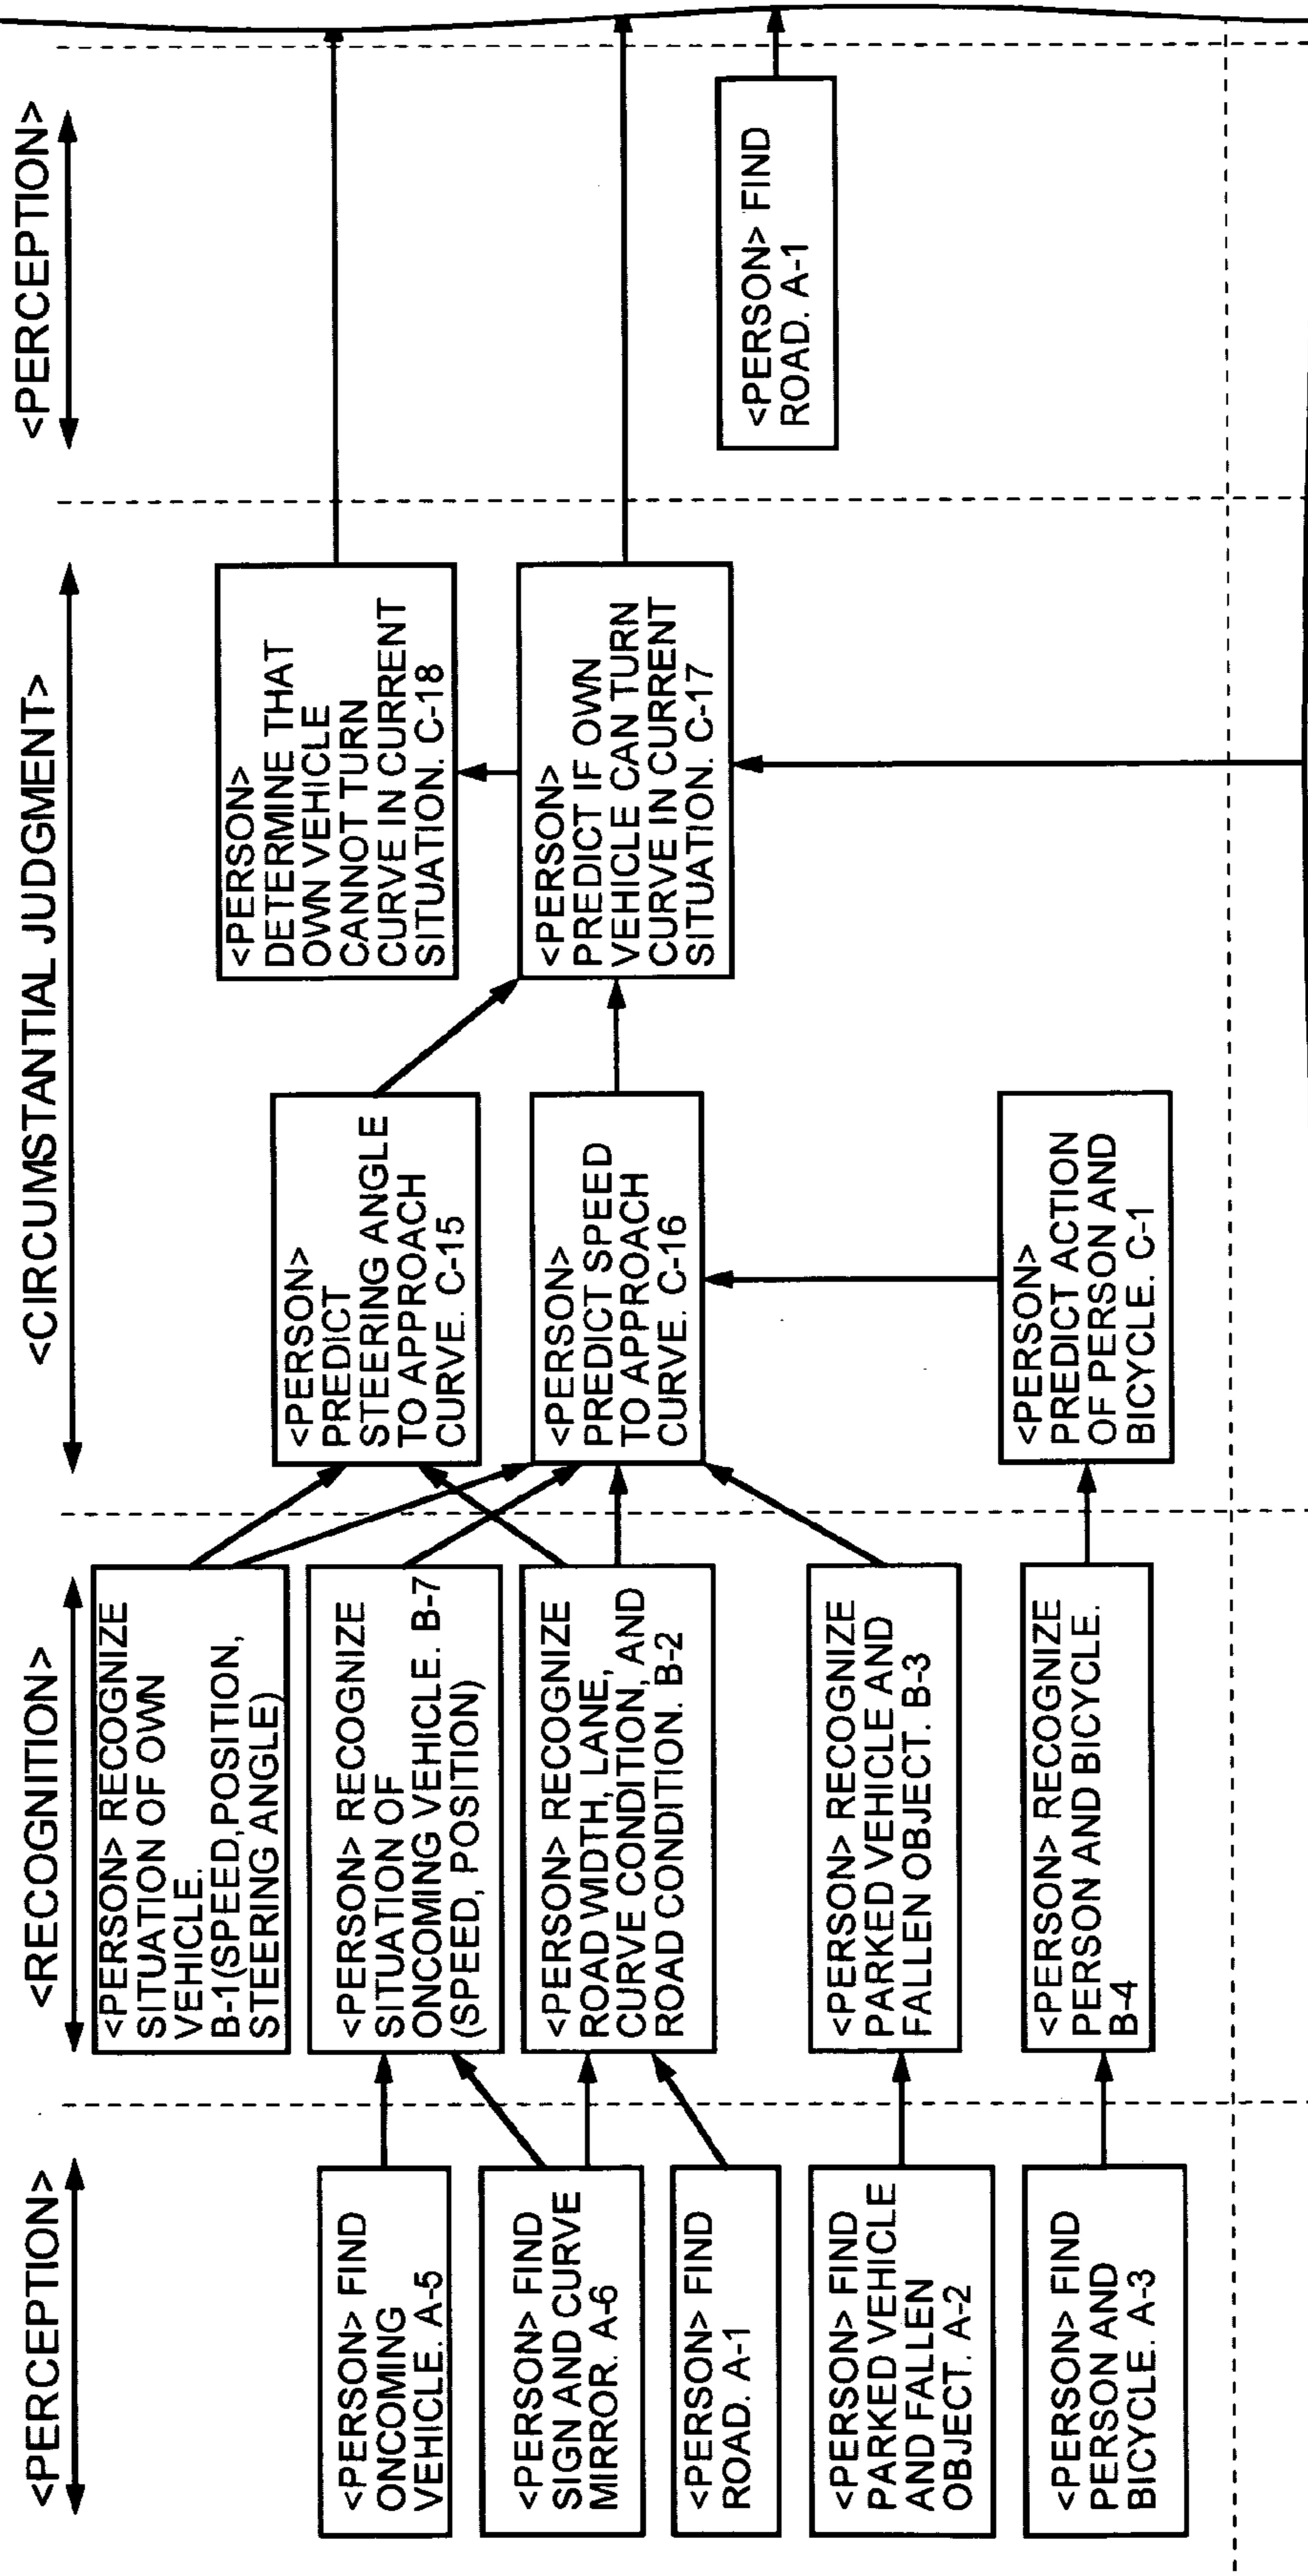 <PERCEPTION>
<RECOGNITION>
<CIRCUMSTANTIAL JUDGMENT>
<PERCEPTION>
<PERSON> FIND
ONCOMING
VEHICLE. A-5
<PERSON> FIND
SIGN AND CURVE
MIRROR. A-6
<PERSON> FIND
ROAD. A-1
<PERSON> FIND
PARKED VEHICLE
AND FALLEN
OBJECT. A-2
<PERSON> FIND
PERSON AND
BICYCLE. A-3
<PERSON> RECOGNIZE
SITUATION OF OWN
VEHICLE.
B-1(SPEED,POSITION,
STEERING ANGLE)
<PERSON> RECOGNIZE
SITUATION OF
ONCOMING VEHICLE. B-7
(SPEED, POSITION)
<PERSON> RECOGNIZE
ROAD WIDTH, LANE,
CURVE CONDITION, AND
ROAD CONDITION. B-2
<PERSON> RECOGNIZE
PARKED VEHICLE AND
FALLEN OBJECT. B-3
<PERSON> RECOGNIZE
PERSON AND BICYCLE.
B-4
<PERSON>
PREDICT
STEERING ANGLE
TO APPROACH
CURVE. C-15
<PERSON>
PREDICT SPEED
TO APPROACH
CURVE. C-16
<PERSON>
PREDICT ACTION
OF PERSON AND
BICYCLE. C-1
<PERSON>
DETERMINE THAT
OWN VEHICLE
CANNOT TURN
CURVE IN CURRENT
SITUATION. C-18
<PERSON>
PREDICT IF OWN
VEHICLE CAN TURN
CURVE IN CURRENT
SITUATION. C-17
<PERSON> FIND
ROAD. A-1